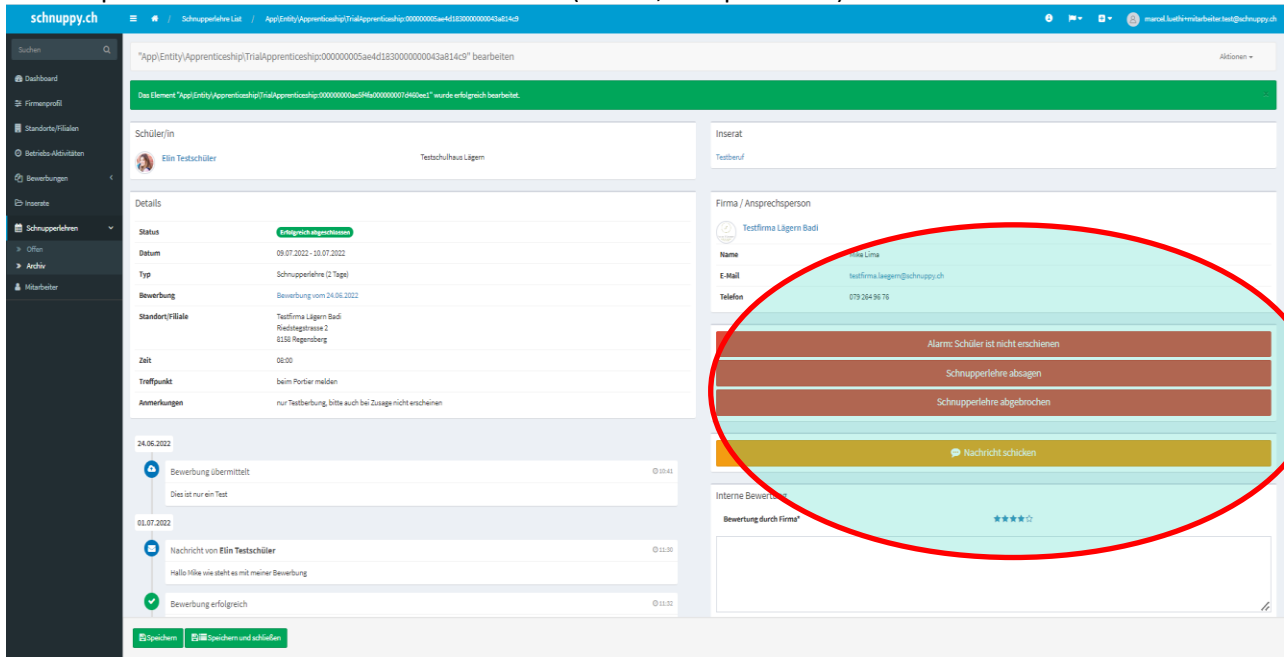 schnuppy.ch
Schnupperlehre List / App\Entity\Apprenticeship\TrialApprenticeship:000000005ae4d1830000000043a814c9
marcel.luethi+mitarbeiter.test@schnuppy.ch
Suchen
Dashboard
Firmenprofil
Standorte/Filialen
Betriebs-Aktivitäten
Bewerbungen
Inserate
Schnupperlehren
Offen
Archiv
Mitarbeiter
"App\Entity\Apprenticeship\TrialApprenticeship:000000005ae4d1830000000043a814c9" bearbeiten
Aktionen
Das Element "App\Entity\Apprenticeship\TrialApprenticeship:000000000ae5f4fa000000007d460ee1" wurde erfolgreich bearbeitet.
Schüler/in
Elin Testschüler
Testschulhaus Lägern
Details
Status Erfolgreich abgeschlossen
Datum 09.07.2022 - 10.07.2022
Typ Schnupperlehre (2 Tage)
Bewerbung Bewerbung vom 24.06.2022
Standort/Filiale Testfirma Lägern Badi
Riedstegstrasse 2
8158 Regensberg
Zeit 08:00
Treffpunkt beim Portier melden
Anmerkungen nur Testberbung, bitte auch bei Zusage nicht erscheinen
24.06.2022
Bewerbung übermittelt 10:41
Dies ist nur ein Test
01.07.2022
Nachricht von Elin Testschüler 11:30
Hallo Mike wie steht es mit meiner Bewerbung
Bewerbung erfolgreich 11:32
Inserat
Testberuf
Firma / Ansprechsperson
Testfirma Lägern Badi
Name Mike Lima
E-Mail testfirma.laegern@schnuppy.ch
Telefon 079 264 96 76
Alarm: Schüler ist nicht erschienen
Schnupperlehre absagen
Schnupperlehre abgebrochen
Nachricht schicken
Interne Bewertung
Bewertung durch Firma*
Speichern
Speichern und schließen